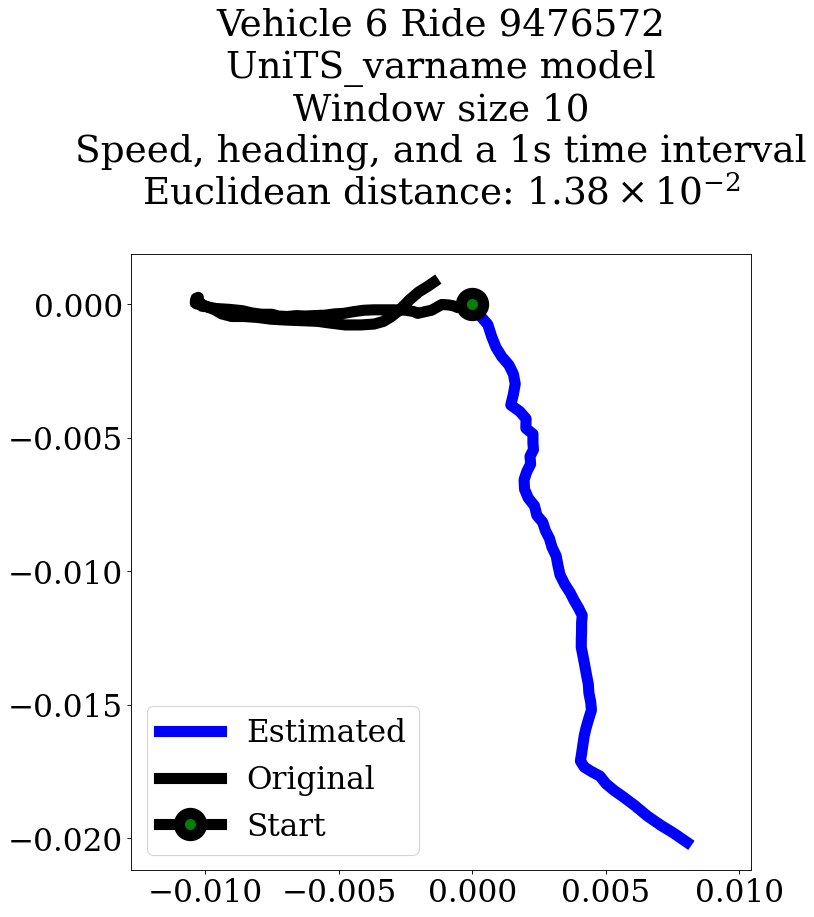 Vehicle 6 Ride 9476572
UniTS_varname model
Window size 10
Speed, heading, and a 1s time interval
Euclidean distance: 1.38 × 10⁻²
0.000
−0.005
−0.010
−0.015
−0.020
Estimated
Original
Start
−0.010 −0.005 0.000 0.005 0.010